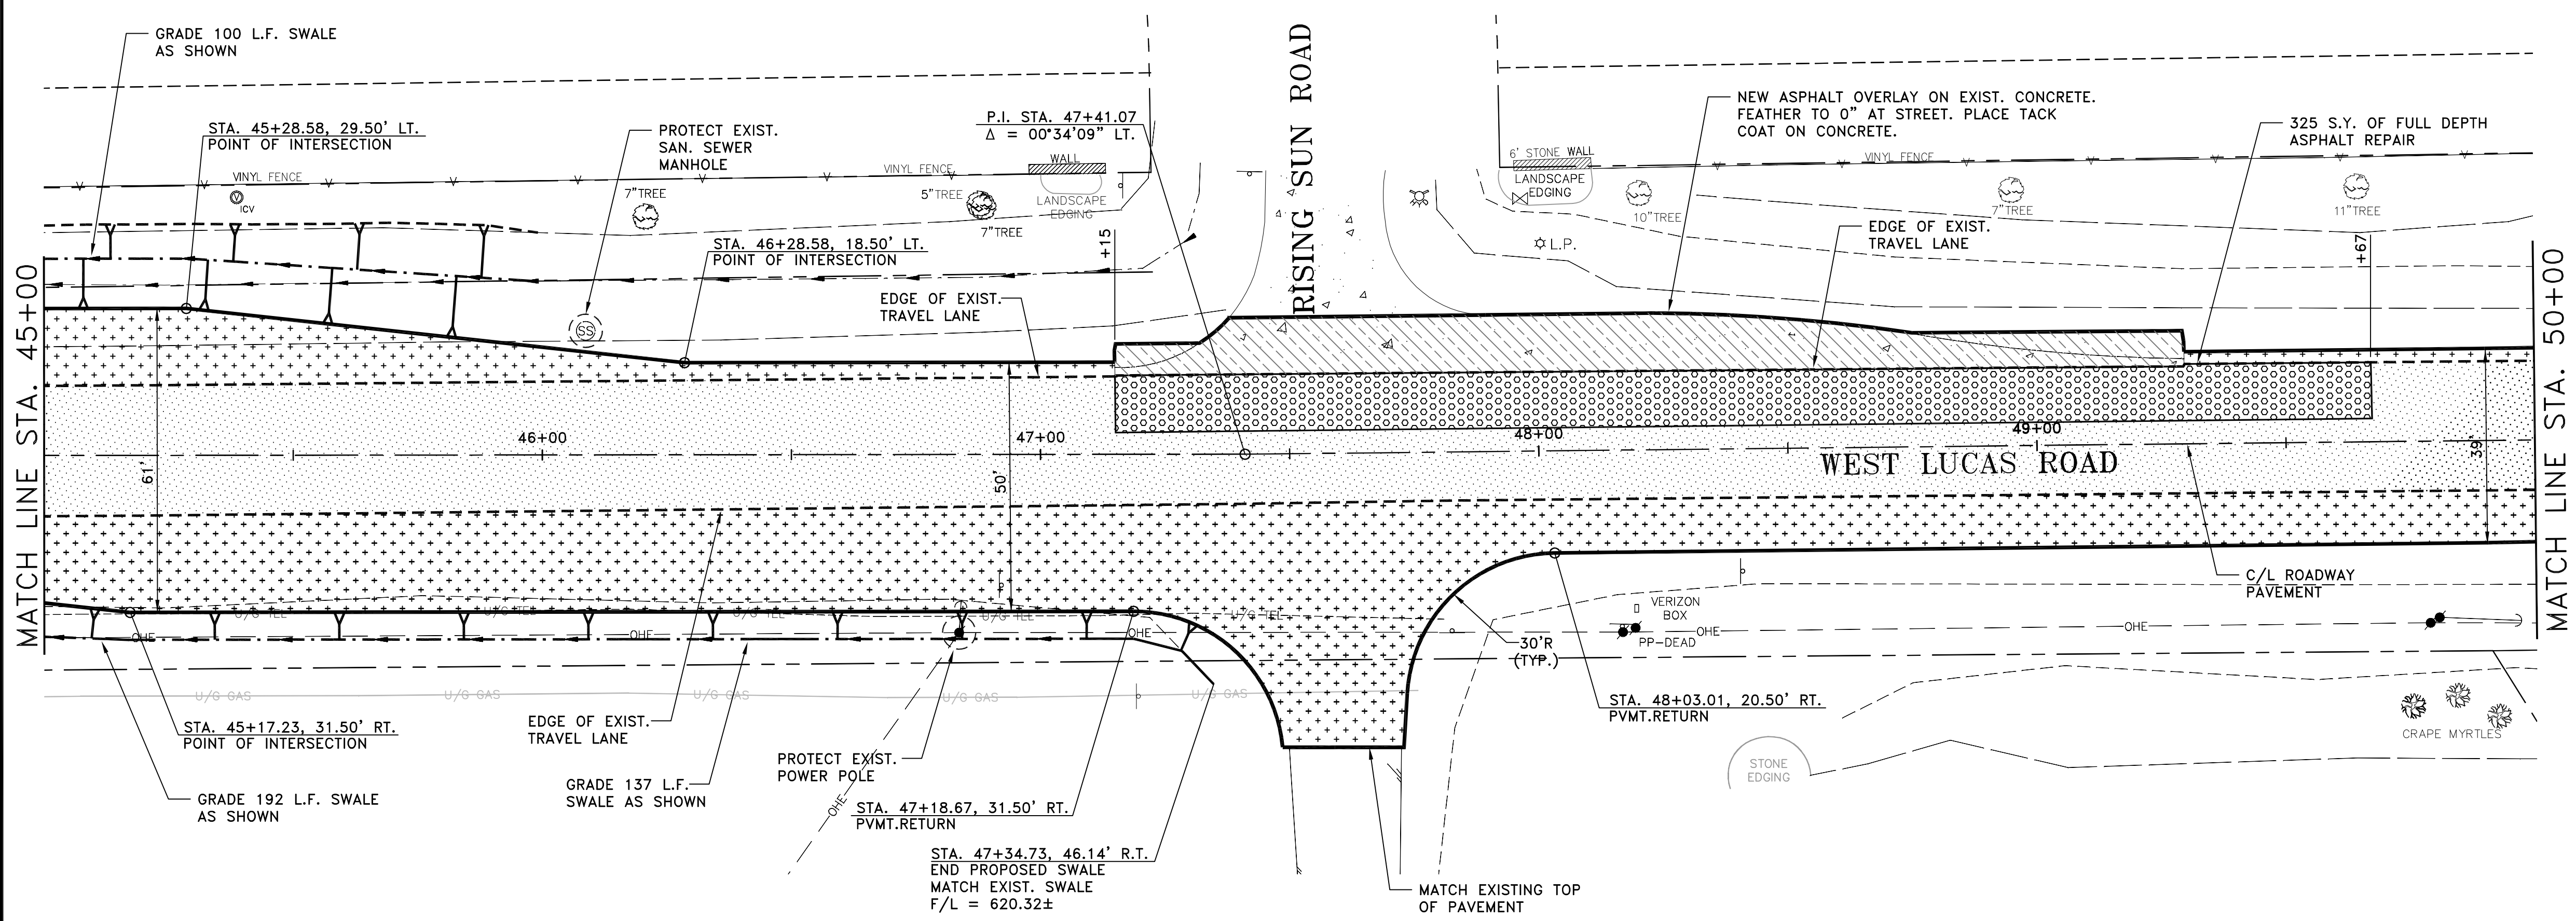 GRADE 100 L.F. SWALE
AS SHOWN
STA. 45+28.58, 29.50' LT.
POINT OF INTERSECTION
PROTECT EXIST.
SAN. SEWER
MANHOLE
P.I. STA. 47+41.07
Δ = 00°34'09" LT.
RISING SUN ROAD
NEW ASPHALT OVERLAY ON EXIST. CONCRETE.
FEATHER TO 0" AT STREET. PLACE TACK
COAT ON CONCRETE.
325 S.Y. OF FULL DEPTH
ASPHALT REPAIR
VINYL FENCE
VINYL FENCE
WALL
6' STONE WALL
VINYL FENCE
ICV
7"TREE
5"TREE
7"TREE
LANDSCAPE
EDGING
LANDSCAPE
EDGING
10"TREE
7"TREE
11"TREE
STA. 46+28.58, 18.50' LT.
POINT OF INTERSECTION
+15
L.P.
EDGE OF EXIST.
TRAVEL LANE
+67
EDGE OF EXIST.
TRAVEL LANE
SS
MATCH LINE STA. 45+00
MATCH LINE STA. 50+00
46+00
47+00
48+00
49+00
61'
50'
39'
WEST LUCAS ROAD
C/L ROADWAY
PAVEMENT
U/G TEL
U/G TEL
U/G TEL
U/G TEL
U/G TEL
OHE
OHE
OHE
OHE
OHE
VERIZON
BOX
PP-DEAD
30'R
(TYP.)
U/G GAS
U/G GAS
U/G GAS
U/G GAS
U/G GAS
STA. 45+17.23, 31.50' RT.
POINT OF INTERSECTION
EDGE OF EXIST.
TRAVEL LANE
STA. 48+03.01, 20.50' RT.
PVMT.RETURN
CRAPE MYRTLES
STONE
EDGING
PROTECT EXIST.
POWER POLE
GRADE 192 L.F. SWALE
AS SHOWN
GRADE 137 L.F.
SWALE AS SHOWN
OHE
STA. 47+18.67, 31.50' RT.
PVMT.RETURN
STA. 47+34.73, 46.14' R.T.
END PROPOSED SWALE
MATCH EXIST. SWALE
F/L = 620.32±
MATCH EXISTING TOP
OF PAVEMENT